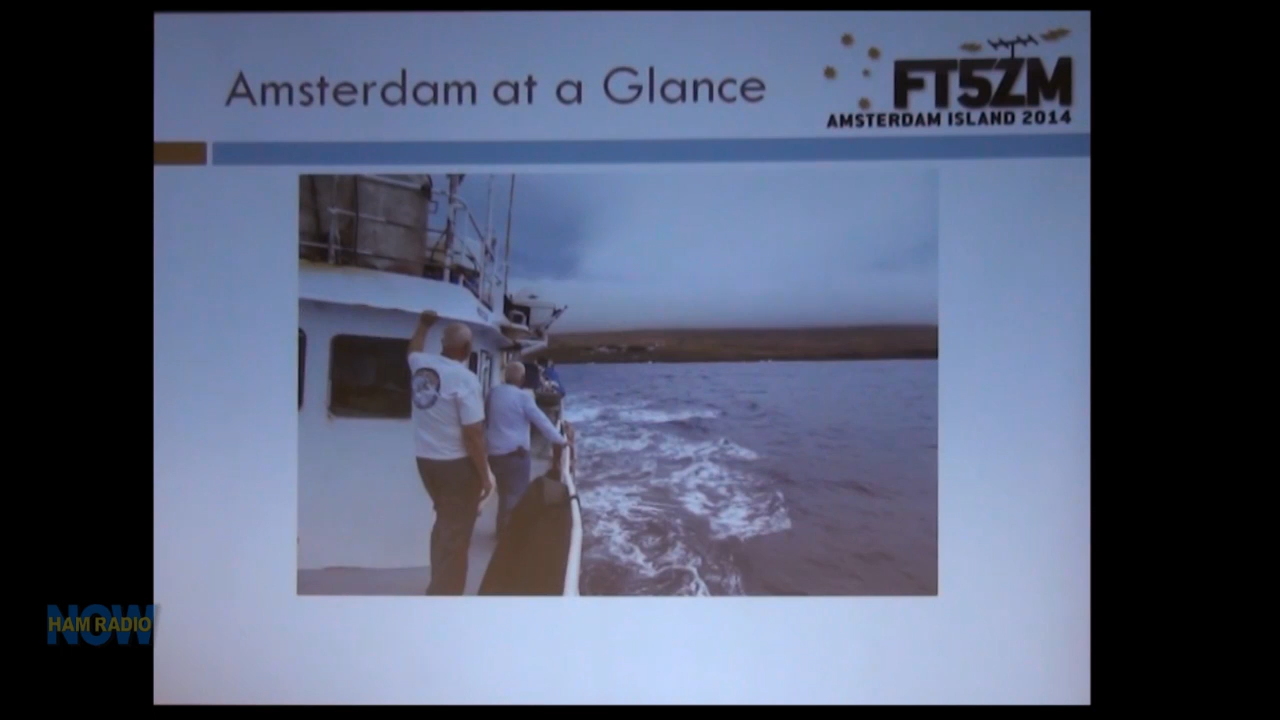 Amsterdam at a Glance
FT5ZM
AMSTERDAM ISLAND 2014
HAM RADIO
NOW